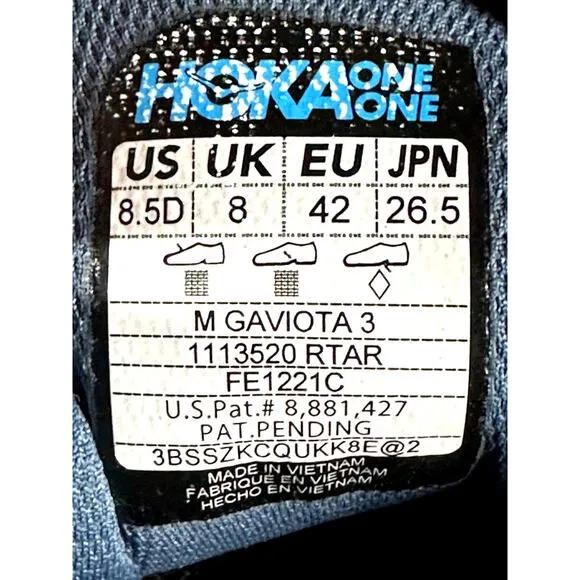 HOKA ONE ONE
US UK EU JPN
8.5D 8 42 26.5
M GAVIOTA 3
1113520 RTAR
FE1221C
U.S.Pat.# 8,881,427
PAT.PENDING
3BSSZKCQUKK8E@2
MADE IN VIETNAM
FABRIQUÉ EN VIETNAM
HECHO EN VIETNAM